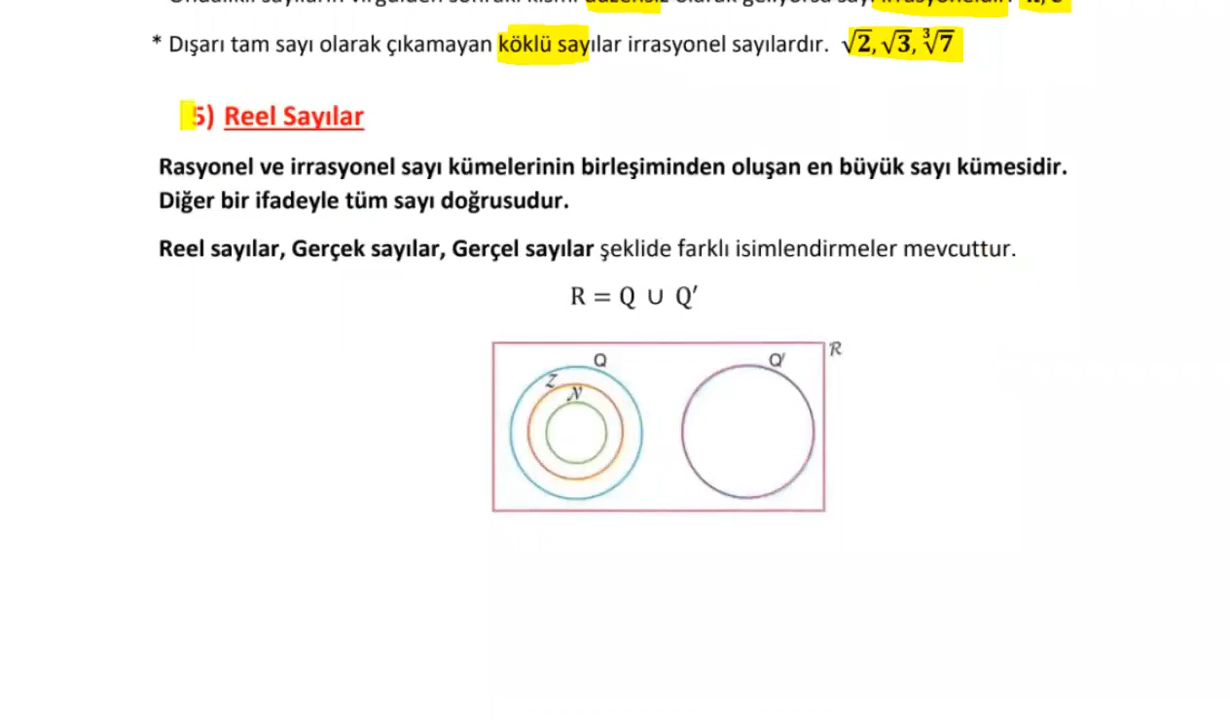 * Dışarı tam sayı olarak çıkamayan köklü sayılar irrasyonel sayılardır. √2, √3, ∛7
5) Reel Sayılar
Rasyonel ve irrasyonel sayı kümelerinin birleşiminden oluşan en büyük sayı kümesidir.
Diğer bir ifadeyle tüm sayı doğrusudur.
Reel sayılar, Gerçek sayılar, Gerçel sayılar şeklide farklı isimlendirmeler mevcuttur.
R = Q ∪ Q′
Q
Z
N
Q′
R